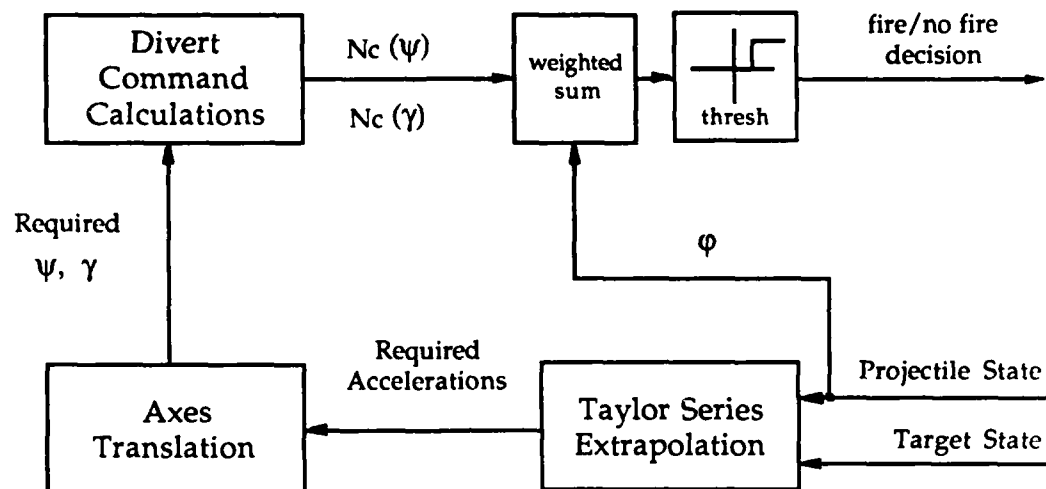 Divert
Command
Calculations
Nc (ψ)
Nc (γ)
weighted
sum
thresh
fire/no fire
decision
Required
ψ, γ
φ
Required
Accelerations
Axes
Translation
Taylor Series
Extrapolation
Projectile State
Target State